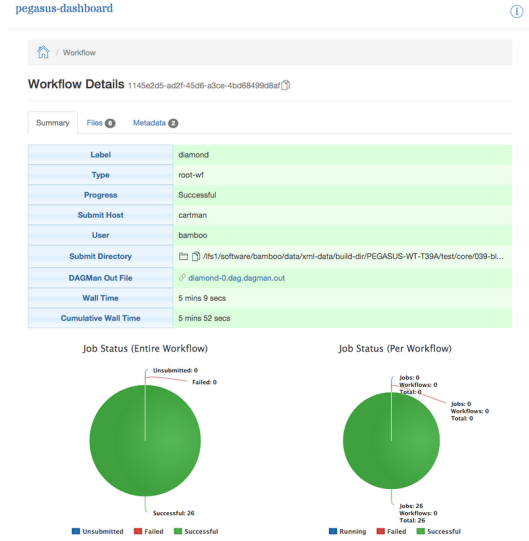 pegasus-dashboard
/ Workflow
Workflow Details 1145e2d5-ad2f-45d6-a3ce-4bd68499d8af
Summary Files 6 Metadata 2
Label diamond
Type root-wf
Progress Successful
Submit Host cartman
User bamboo
Submit Directory /lfs1/software/bamboo/data/xml-data/build-dir/PEGASUS-WT-T39A/test/core/039-bl...
DAGMan Out File diamond-0.dag.dagman.out
Wall Time 5 mins 9 secs
Cumulative Wall Time 5 mins 52 secs
Job Status (Entire Workflow)
Unsubmitted: 0
Failed: 0
Successful: 26
Unsubmitted Failed Successful
Job Status (Per Workflow)
Jobs: 0
Workflows: 0
Total: 0
Jobs: 0
Workflows: 0
Total: 0
Jobs: 26
Workflows: 0
Total: 26
Running Failed Successful